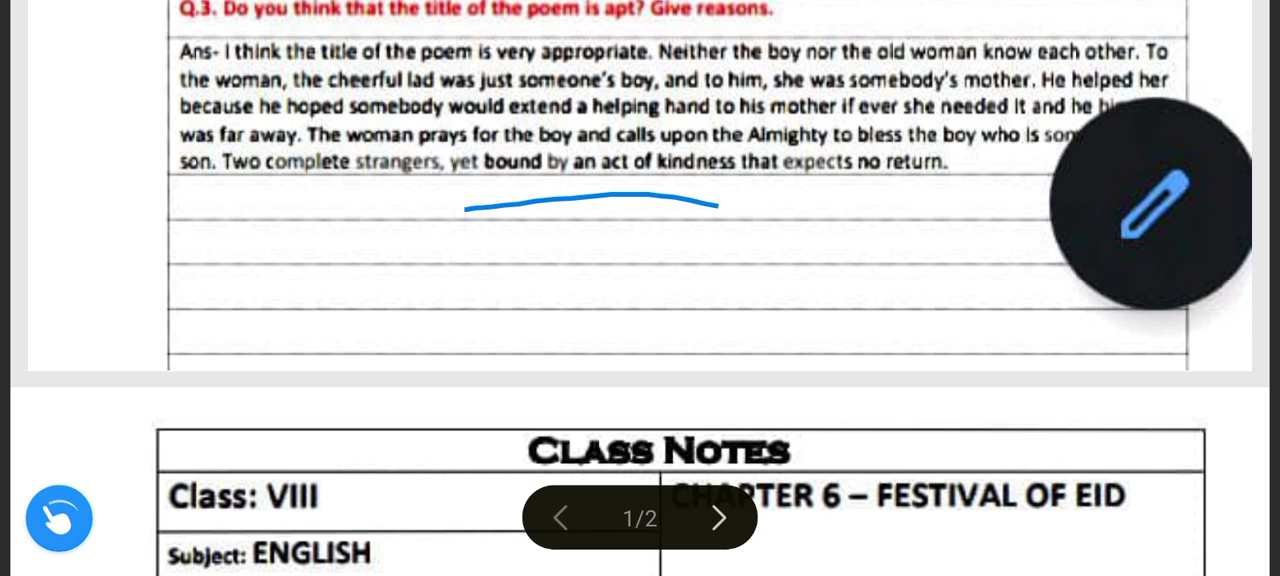 Q.3. Do you think that the title of the poem is apt? Give reasons.
Ans- I think the title of the poem is very appropriate. Neither the boy nor the old woman know each other. To
the woman, the cheerful lad was just someone's boy, and to him, she was somebody's mother. He helped her
because he hoped somebody would extend a helping hand to his mother if ever she needed it and he
was far away. The woman prays for the boy and calls upon the Almighty to bless the boy who is
son. Two complete strangers, yet bound by an act of kindness that expects no return.
CLASS NOTES
Class: VIII
CHAPTER 6 – FESTIVAL OF EID
1/2
Subject: ENGLISH